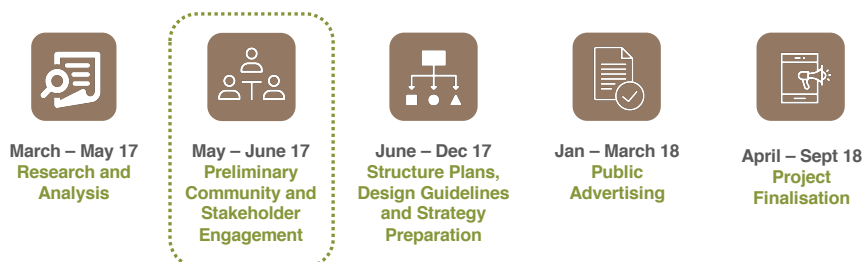 March – May 17
Research and
Analysis
May – June 17
Preliminary
Community and
Stakeholder
Engagement
June – Dec 17
Structure Plans,
Design Guidelines
and Strategy
Preparation
Jan – March 18
Public
Advertising
April – Sept 18
Project
Finalisation